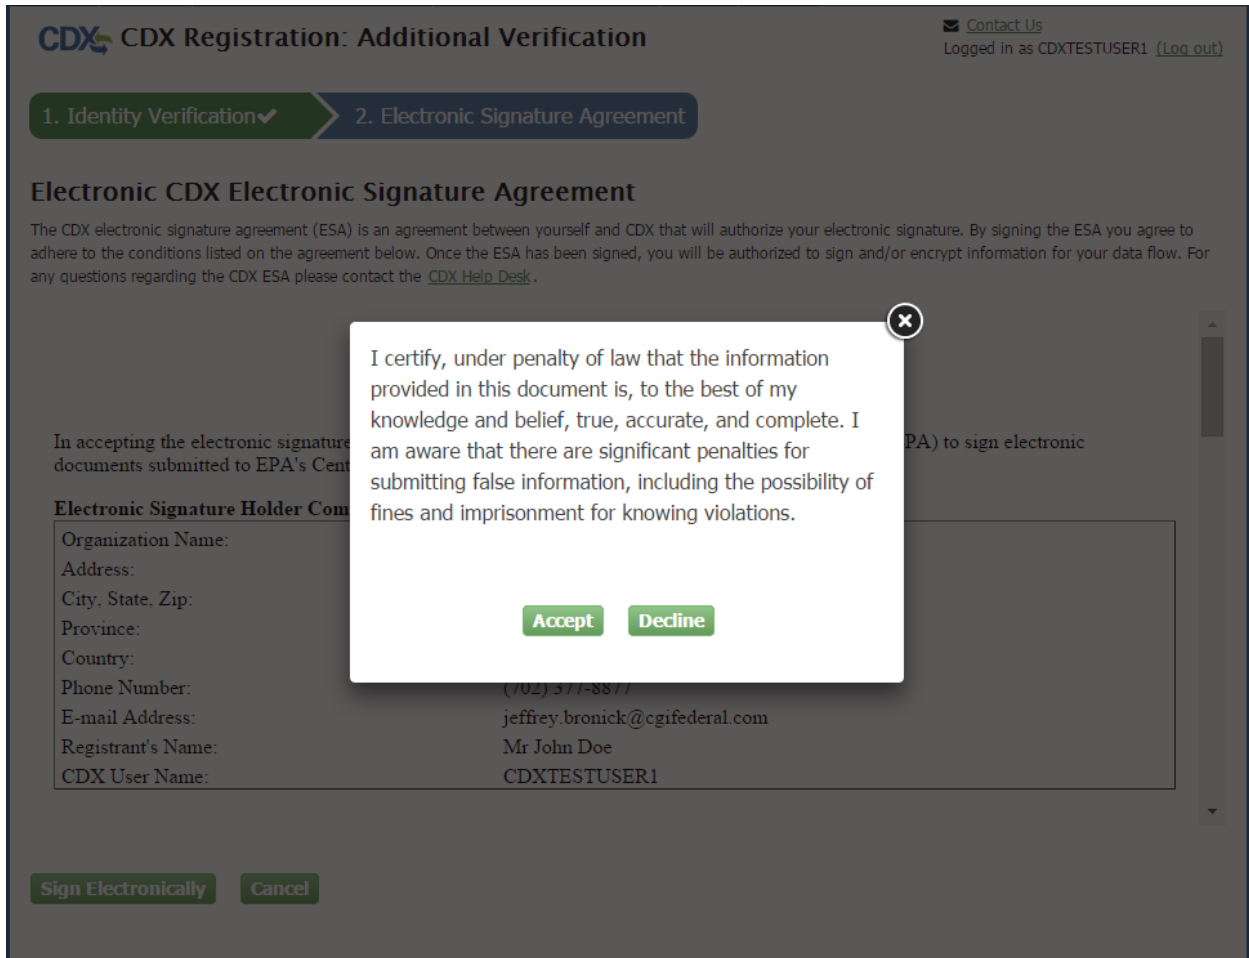 CDX CDX Registration: Additional Verification
Contact Us
Logged in as CDXTESTUSER1 (Log out)
1. Identity Verification✔ 2. Electronic Signature Agreement
Electronic CDX Electronic Signature Agreement
The CDX electronic signature agreement (ESA) is an agreement between yourself and CDX that will authorize your electronic signature. By signing the ESA you agree to
adhere to the conditions listed on the agreement below. Once the ESA has been signed, you will be authorized to sign and/or encrypt information for your data flow. For
any questions regarding the CDX ESA please contact the CDX Help Desk.
I certify, under penalty of law that the information
provided in this document is, to the best of my
knowledge and belief, true, accurate, and complete. I
am aware that there are significant penalties for
submitting false information, including the possibility of
fines and imprisonment for knowing violations.
Accept Decline
In accepting the electronic signature PA) to sign electronic
documents submitted to EPA's Cent
Electronic Signature Holder Com
Organization Name:
Address:
City, State, Zip:
Province:
Country:
Phone Number: (702) 377-8877
E-mail Address: jeffrey.bronick@cgifederal.com
Registrant's Name: Mr John Doe
CDX User Name: CDXTESTUSER1
Sign Electronically Cancel